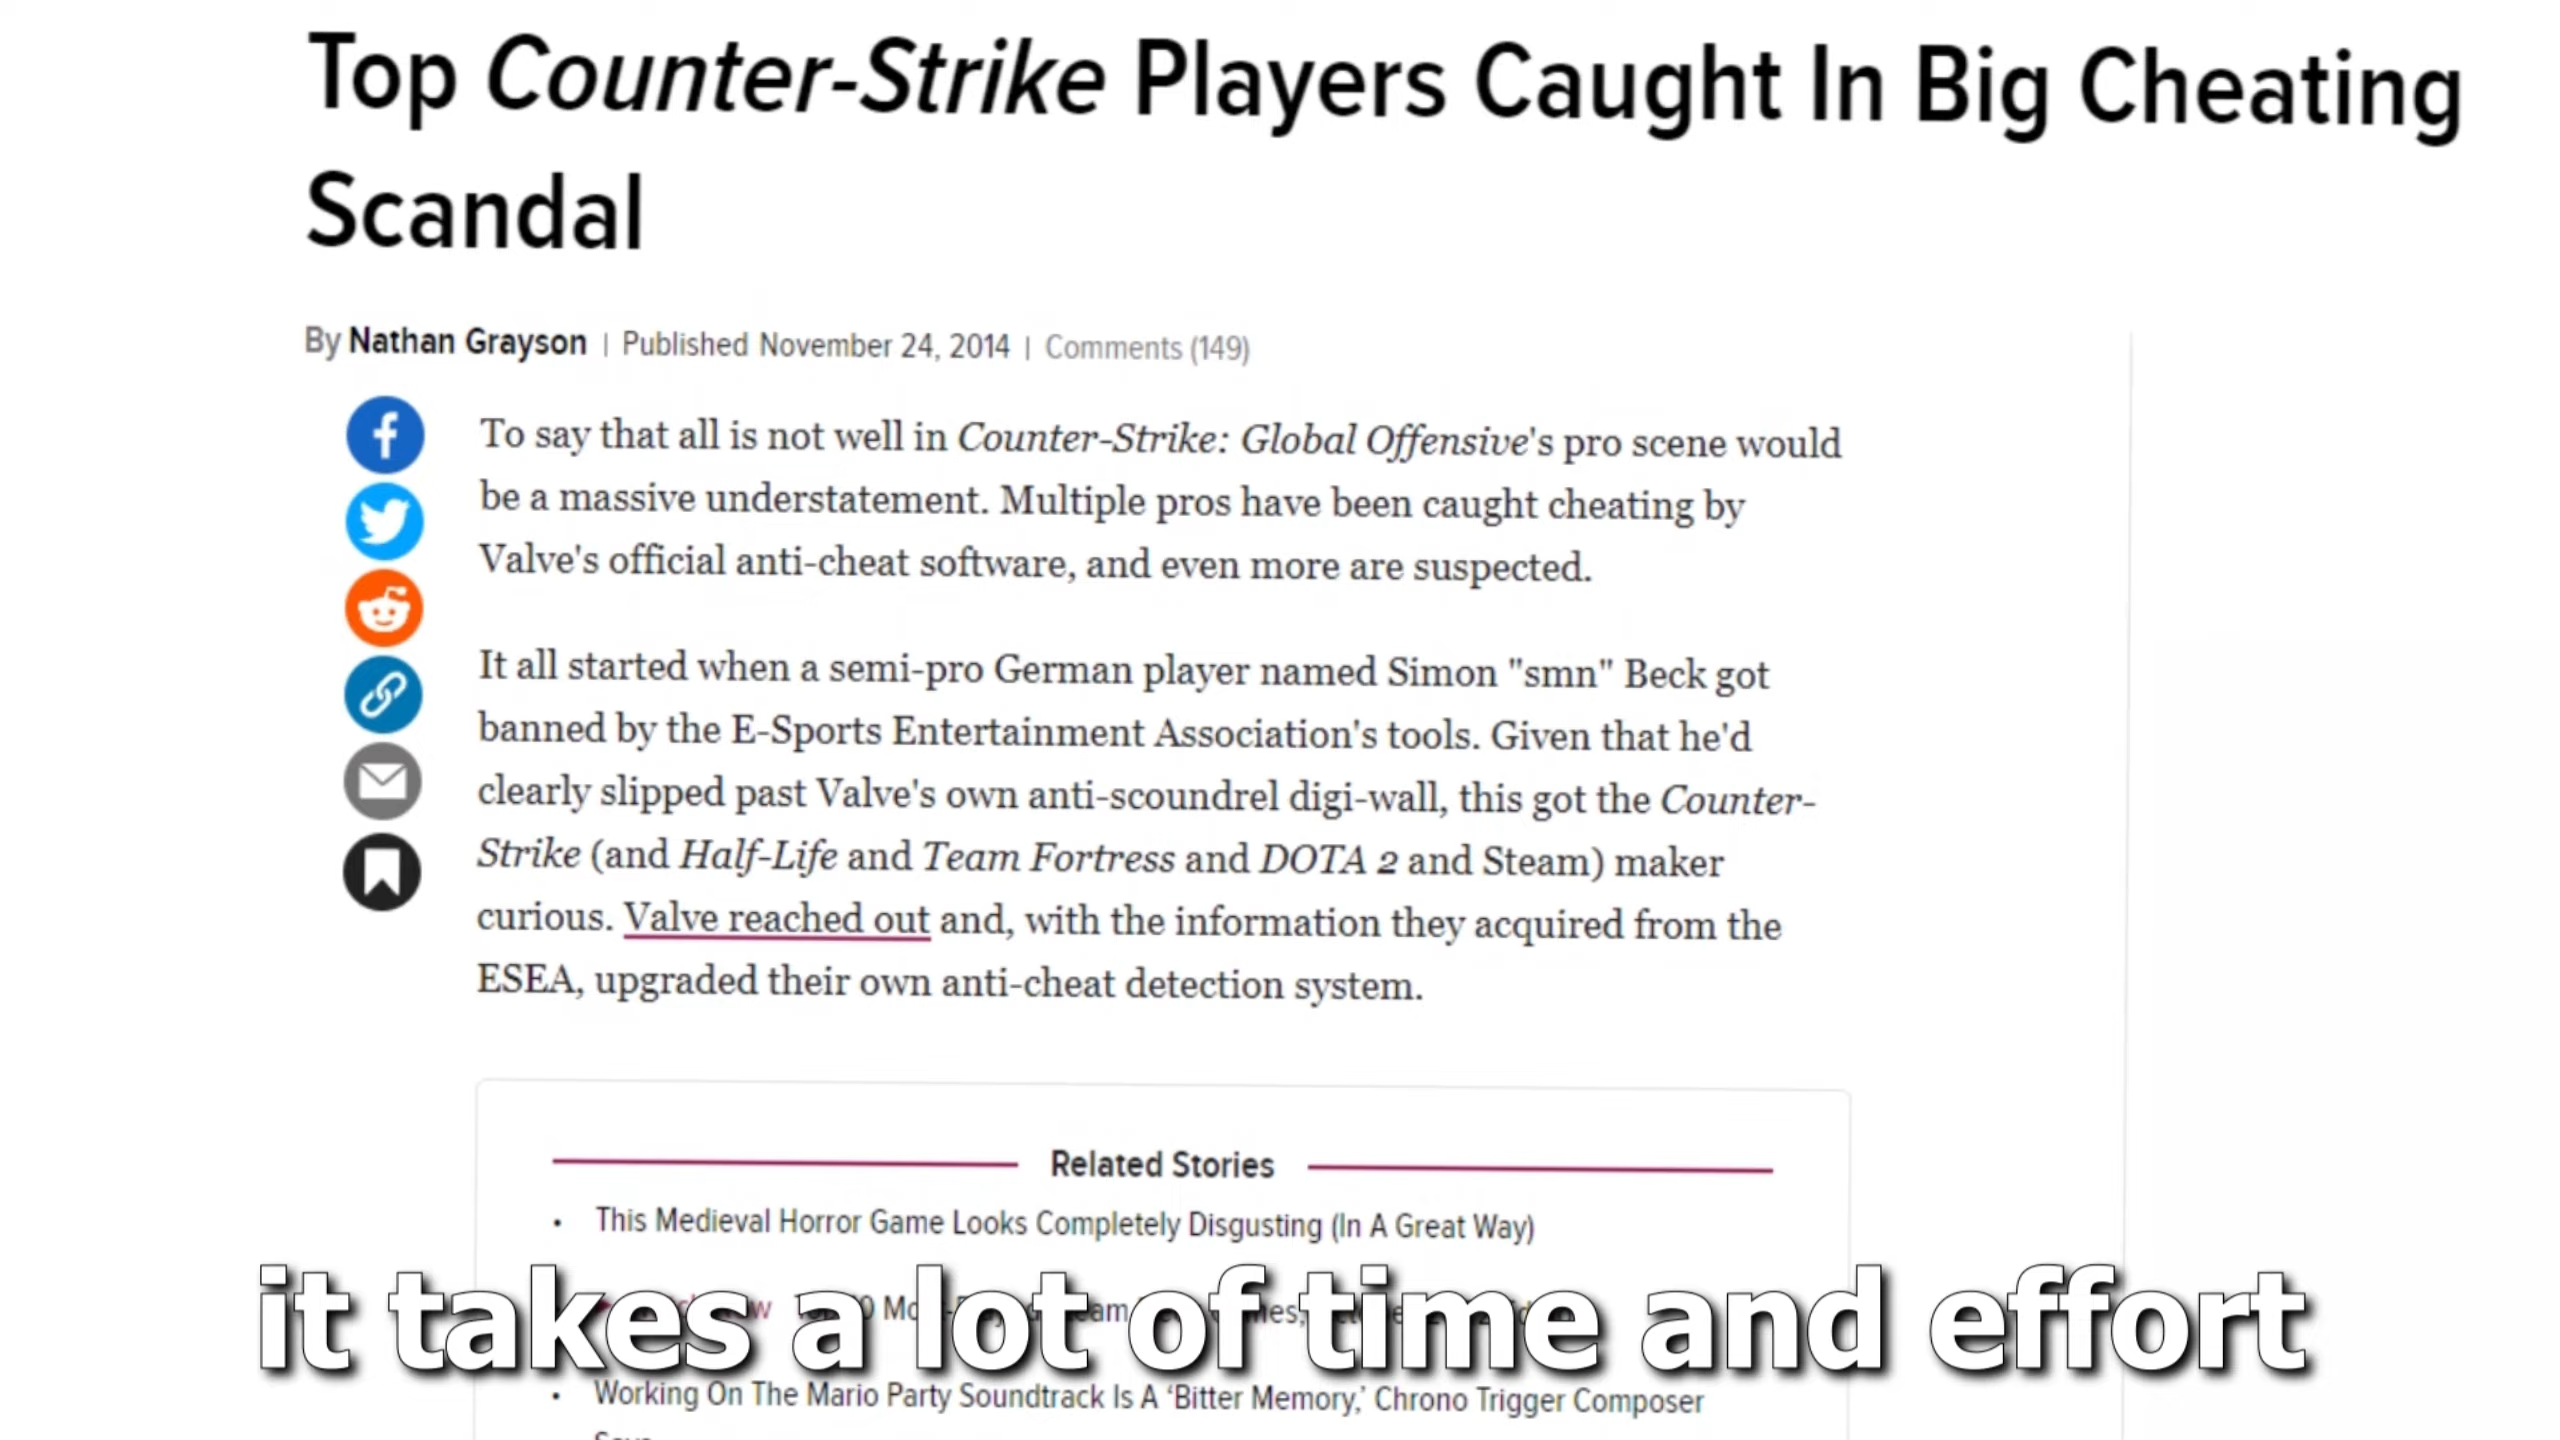 Top Counter-Strike Players Caught In Big Cheating
Scandal
By Nathan Grayson | Published November 24, 2014 | Comments (149)
To say that all is not well in Counter-Strike: Global Offensive's pro scene would
be a massive understatement. Multiple pros have been caught cheating by
Valve's official anti-cheat software, and even more are suspected.
It all started when a semi-pro German player named Simon "smn" Beck got
banned by the E-Sports Entertainment Association's tools. Given that he'd
clearly slipped past Valve's own anti-scoundrel digi-wall, this got the Counter-
Strike (and Half-Life and Team Fortress and DOTA 2 and Steam) maker
curious. Valve reached out and, with the information they acquired from the
ESEA, upgraded their own anti-cheat detection system.
Related Stories
• This Medieval Horror Game Looks Completely Disgusting (In A Great Way)
it takes a lot of time and effort
• Working On The Mario Party Soundtrack Is A ‘Bitter Memory,’ Chrono Trigger Composer